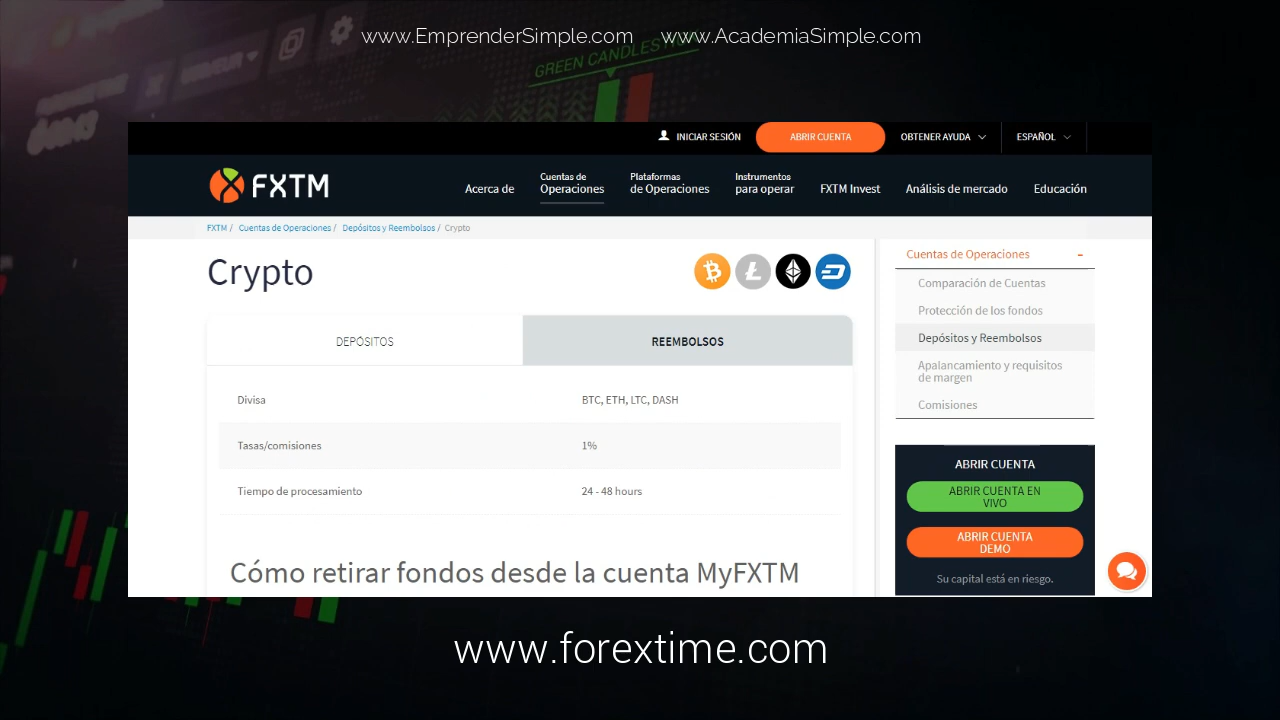 www.EmprenderSimple.com www.AcademiaSimple.com
GREEN CANDLESTIC
INICIAR SESIÓN ABRIR CUENTA OBTENER AYUDA ESPAÑOL
FXTM
Acerca de
Cuentas de
Operaciones
Plataformas
de Operaciones
Instrumentos
para operar
FXTM Invest
Análisis de mercado
Educación
FXTM / Cuentas de Operaciones / Depósitos y Reembolsos / Crypto
Crypto
DEPÓSITOS REEMBOLSOS
Divisa BTC, ETH, LTC, DASH
Tasas/comisiones 1%
Tiempo de procesamiento 24 - 48 hours
Cómo retirar fondos desde la cuenta MyFXTM
Cuentas de Operaciones -
Comparación de Cuentas
Protección de los fondos
Depósitos y Reembolsos
Apalancamiento y requisitos
de margen
Comisiones
ABRIR CUENTA
ABRIR CUENTA EN
VIVO
ABRIR CUENTA
DEMO
Su capital está en riesgo.
www.forextime.com